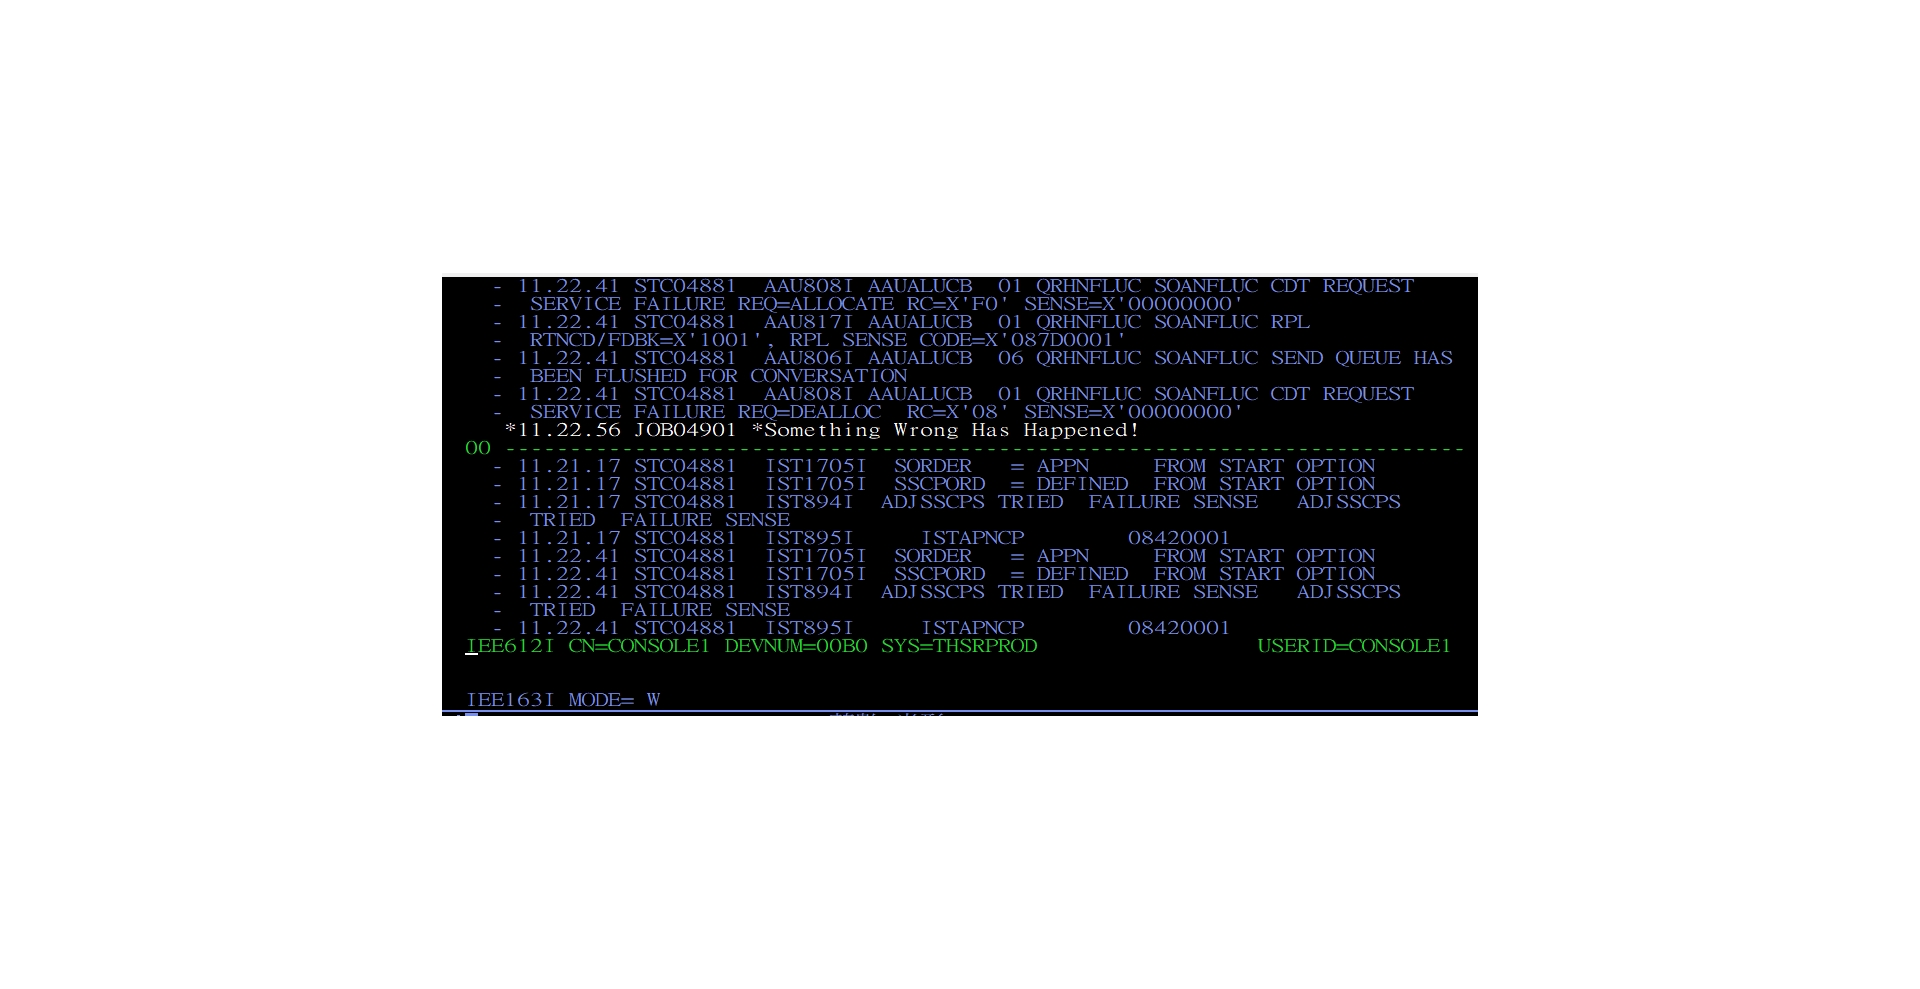 - 11.22.41 STC04881  AAU808I AAUALUCB  01 QRHNFLUC SOANFLUC CDT REQUEST
-  SERVICE FAILURE REQ=ALLOCATE RC=X'F0' SENSE=X'00000000'
- 11.22.41 STC04881  AAU817I AAUALUCB  01 QRHNFLUC SOANFLUC RPL
-  RTNCD/FDBK=X'1001', RPL SENSE CODE=X'087D0001'
- 11.22.41 STC04881  AAU806I AAUALUCB  06 QRHNFLUC SOANFLUC SEND QUEUE HAS
-  BEEN FLUSHED FOR CONVERSATION
- 11.22.41 STC04881  AAU808I AAUALUCB  01 QRHNFLUC SOANFLUC CDT REQUEST
-  SERVICE FAILURE REQ=DEALLOC  RC=X'08' SENSE=X'00000000'
*11.22.56 JOB04901 *Something Wrong Has Happened!
00 --------------------------------------------------------------------------
- 11.21.17 STC04881  IST1705I  SORDER   = APPN     FROM START OPTION
- 11.21.17 STC04881  IST1705I  SSCPORD  = DEFINED  FROM START OPTION
- 11.21.17 STC04881  IST894I  ADJSSCPS TRIED  FAILURE SENSE   ADJSSCPS
-  TRIED  FAILURE SENSE
- 11.21.17 STC04881  IST895I     ISTAPNCP        08420001
- 11.22.41 STC04881  IST1705I  SORDER   = APPN     FROM START OPTION
- 11.22.41 STC04881  IST1705I  SSCPORD  = DEFINED  FROM START OPTION
- 11.22.41 STC04881  IST894I  ADJSSCPS TRIED  FAILURE SENSE   ADJSSCPS
-  TRIED  FAILURE SENSE
- 11.22.41 STC04881  IST895I     ISTAPNCP        08420001
IEE612I CN=CONSOLE1 DEVNUM=00B0 SYS=THSRPROD                 USERID=CONSOLE1
IEE163I MODE= W